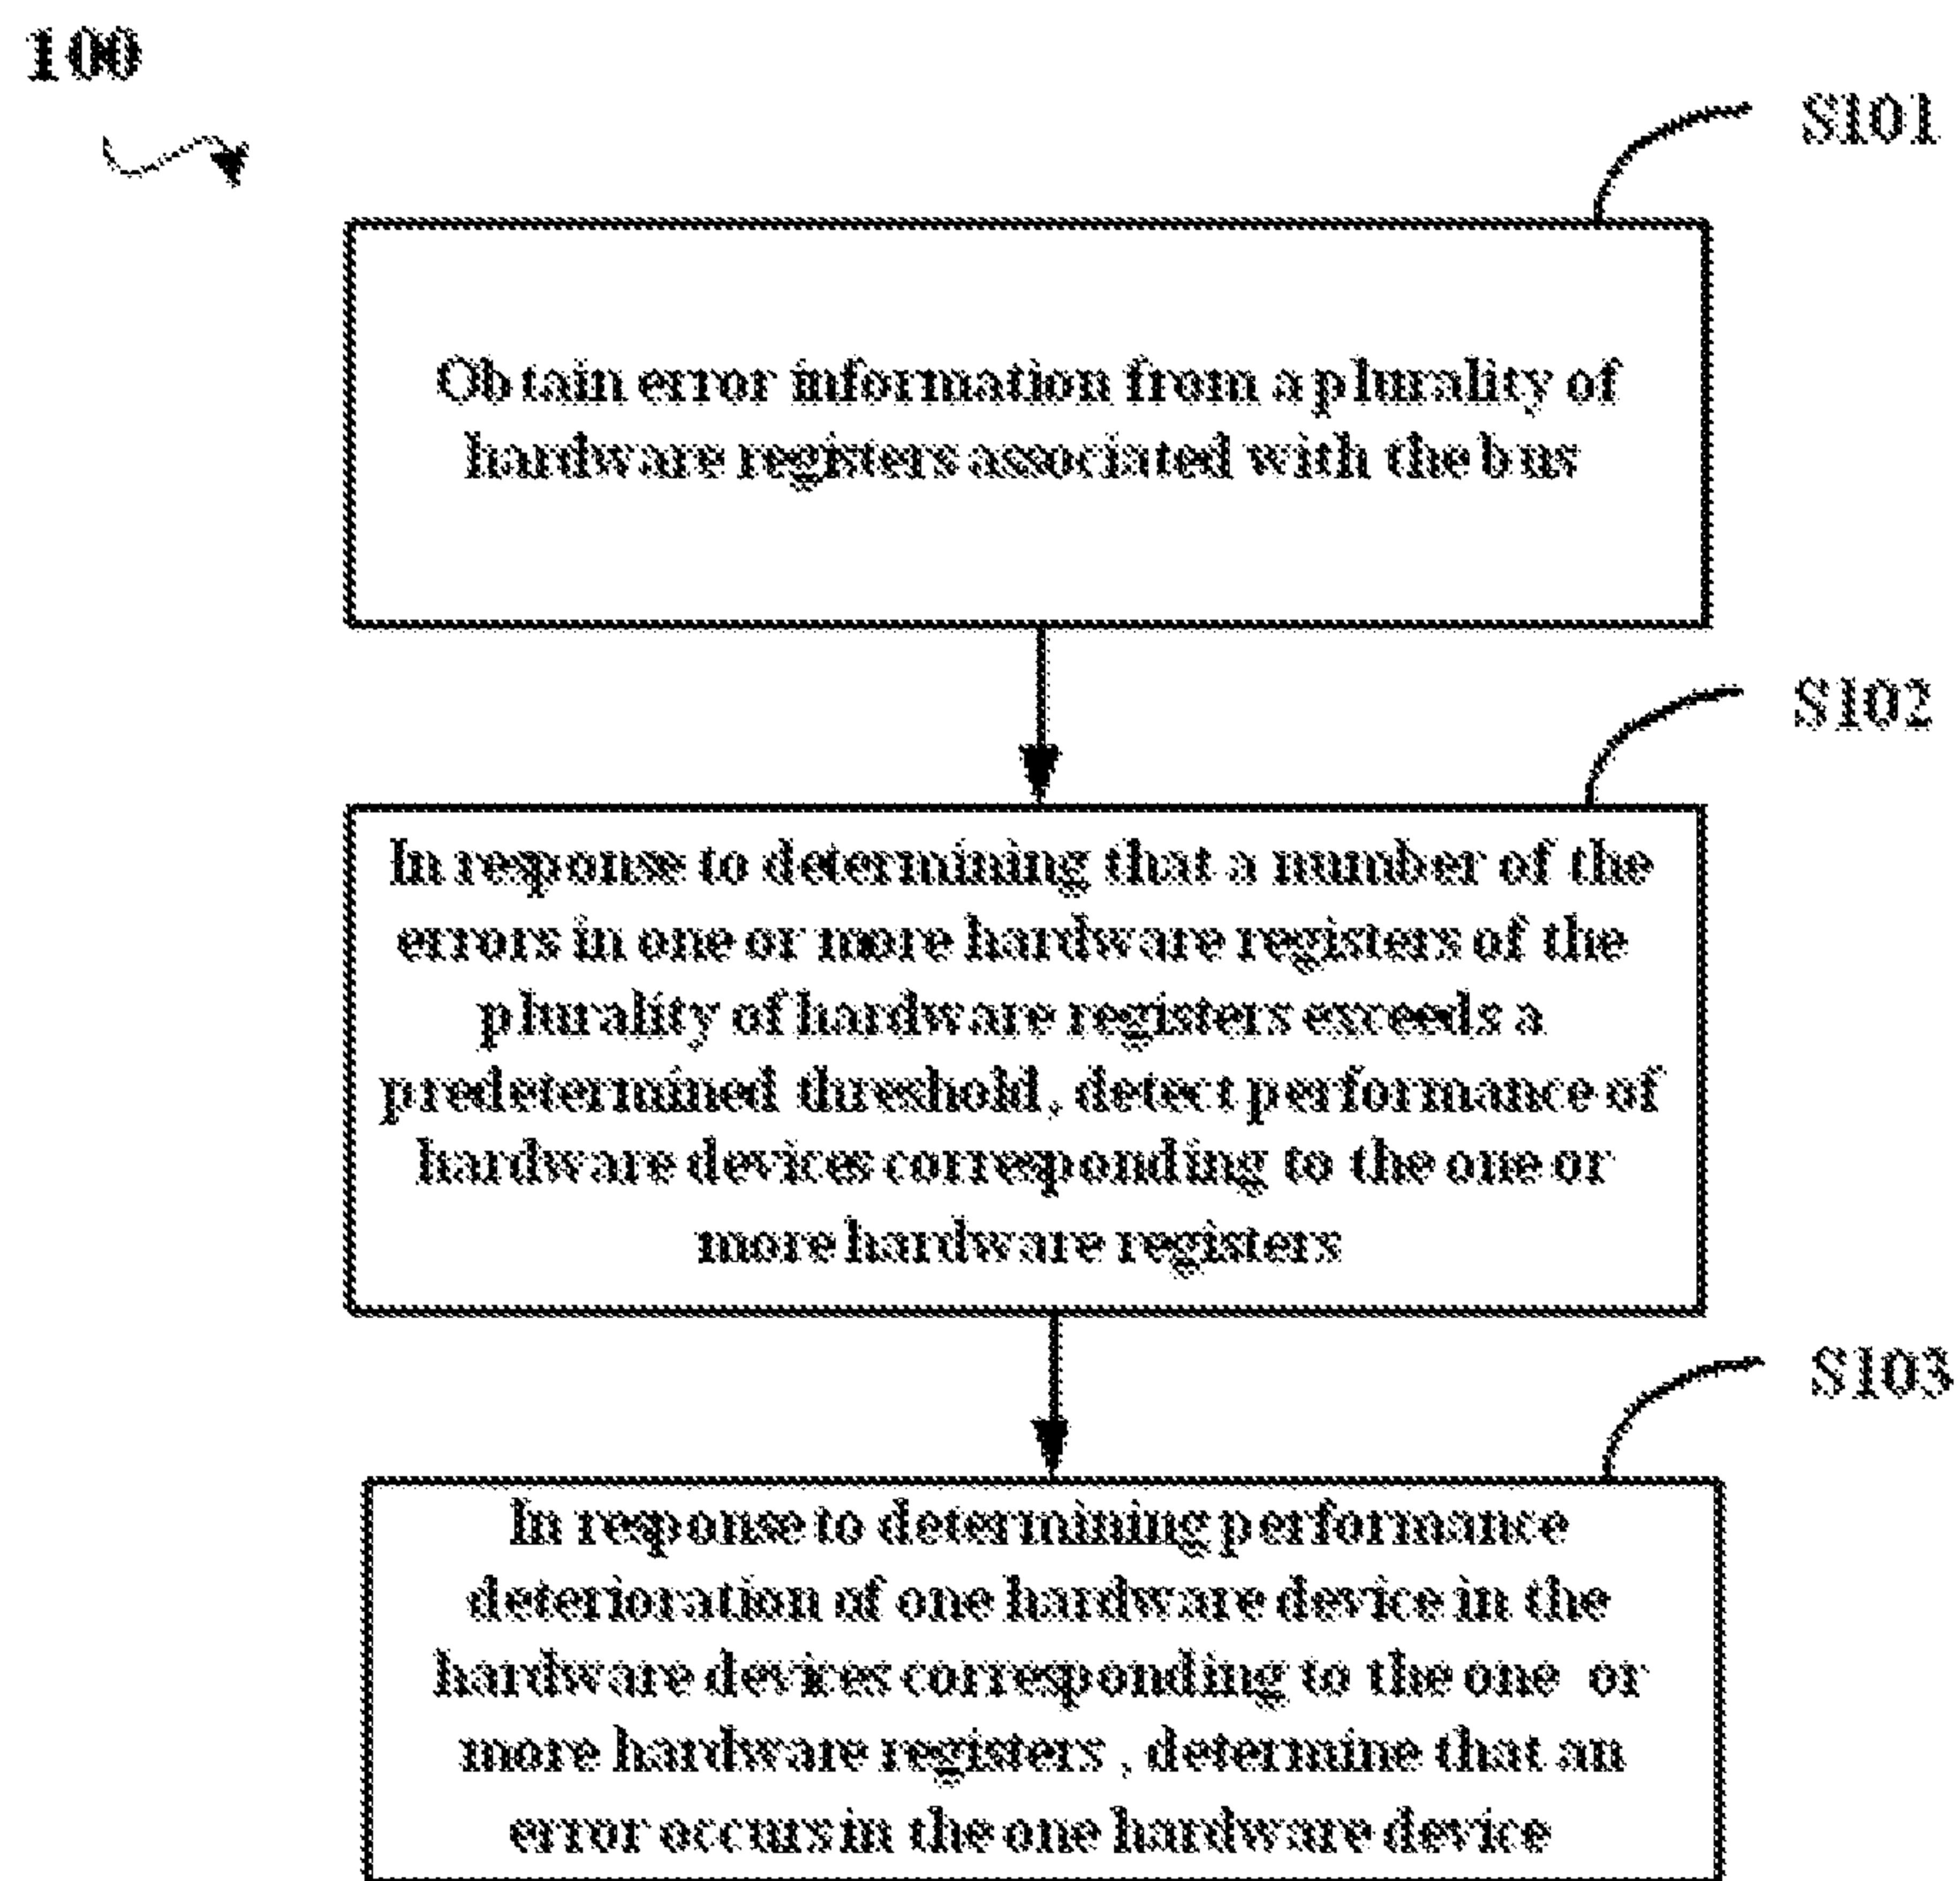 100
S101
Obtain error information from a plurality of
hardware registers associated with the bus
S102
In response to determining that a number of the
errors in one or more hardware registers of the
plurality of hardware registers exceeds a
predetermined threshold, detect performance of
hardware devices corresponding to the one or
more hardware registers
S103
In response to determining performance
deterioration of one hardware device in the
hardware devices corresponding to the one or
more hardware registers , determine that an
error occurs in the one hardware device